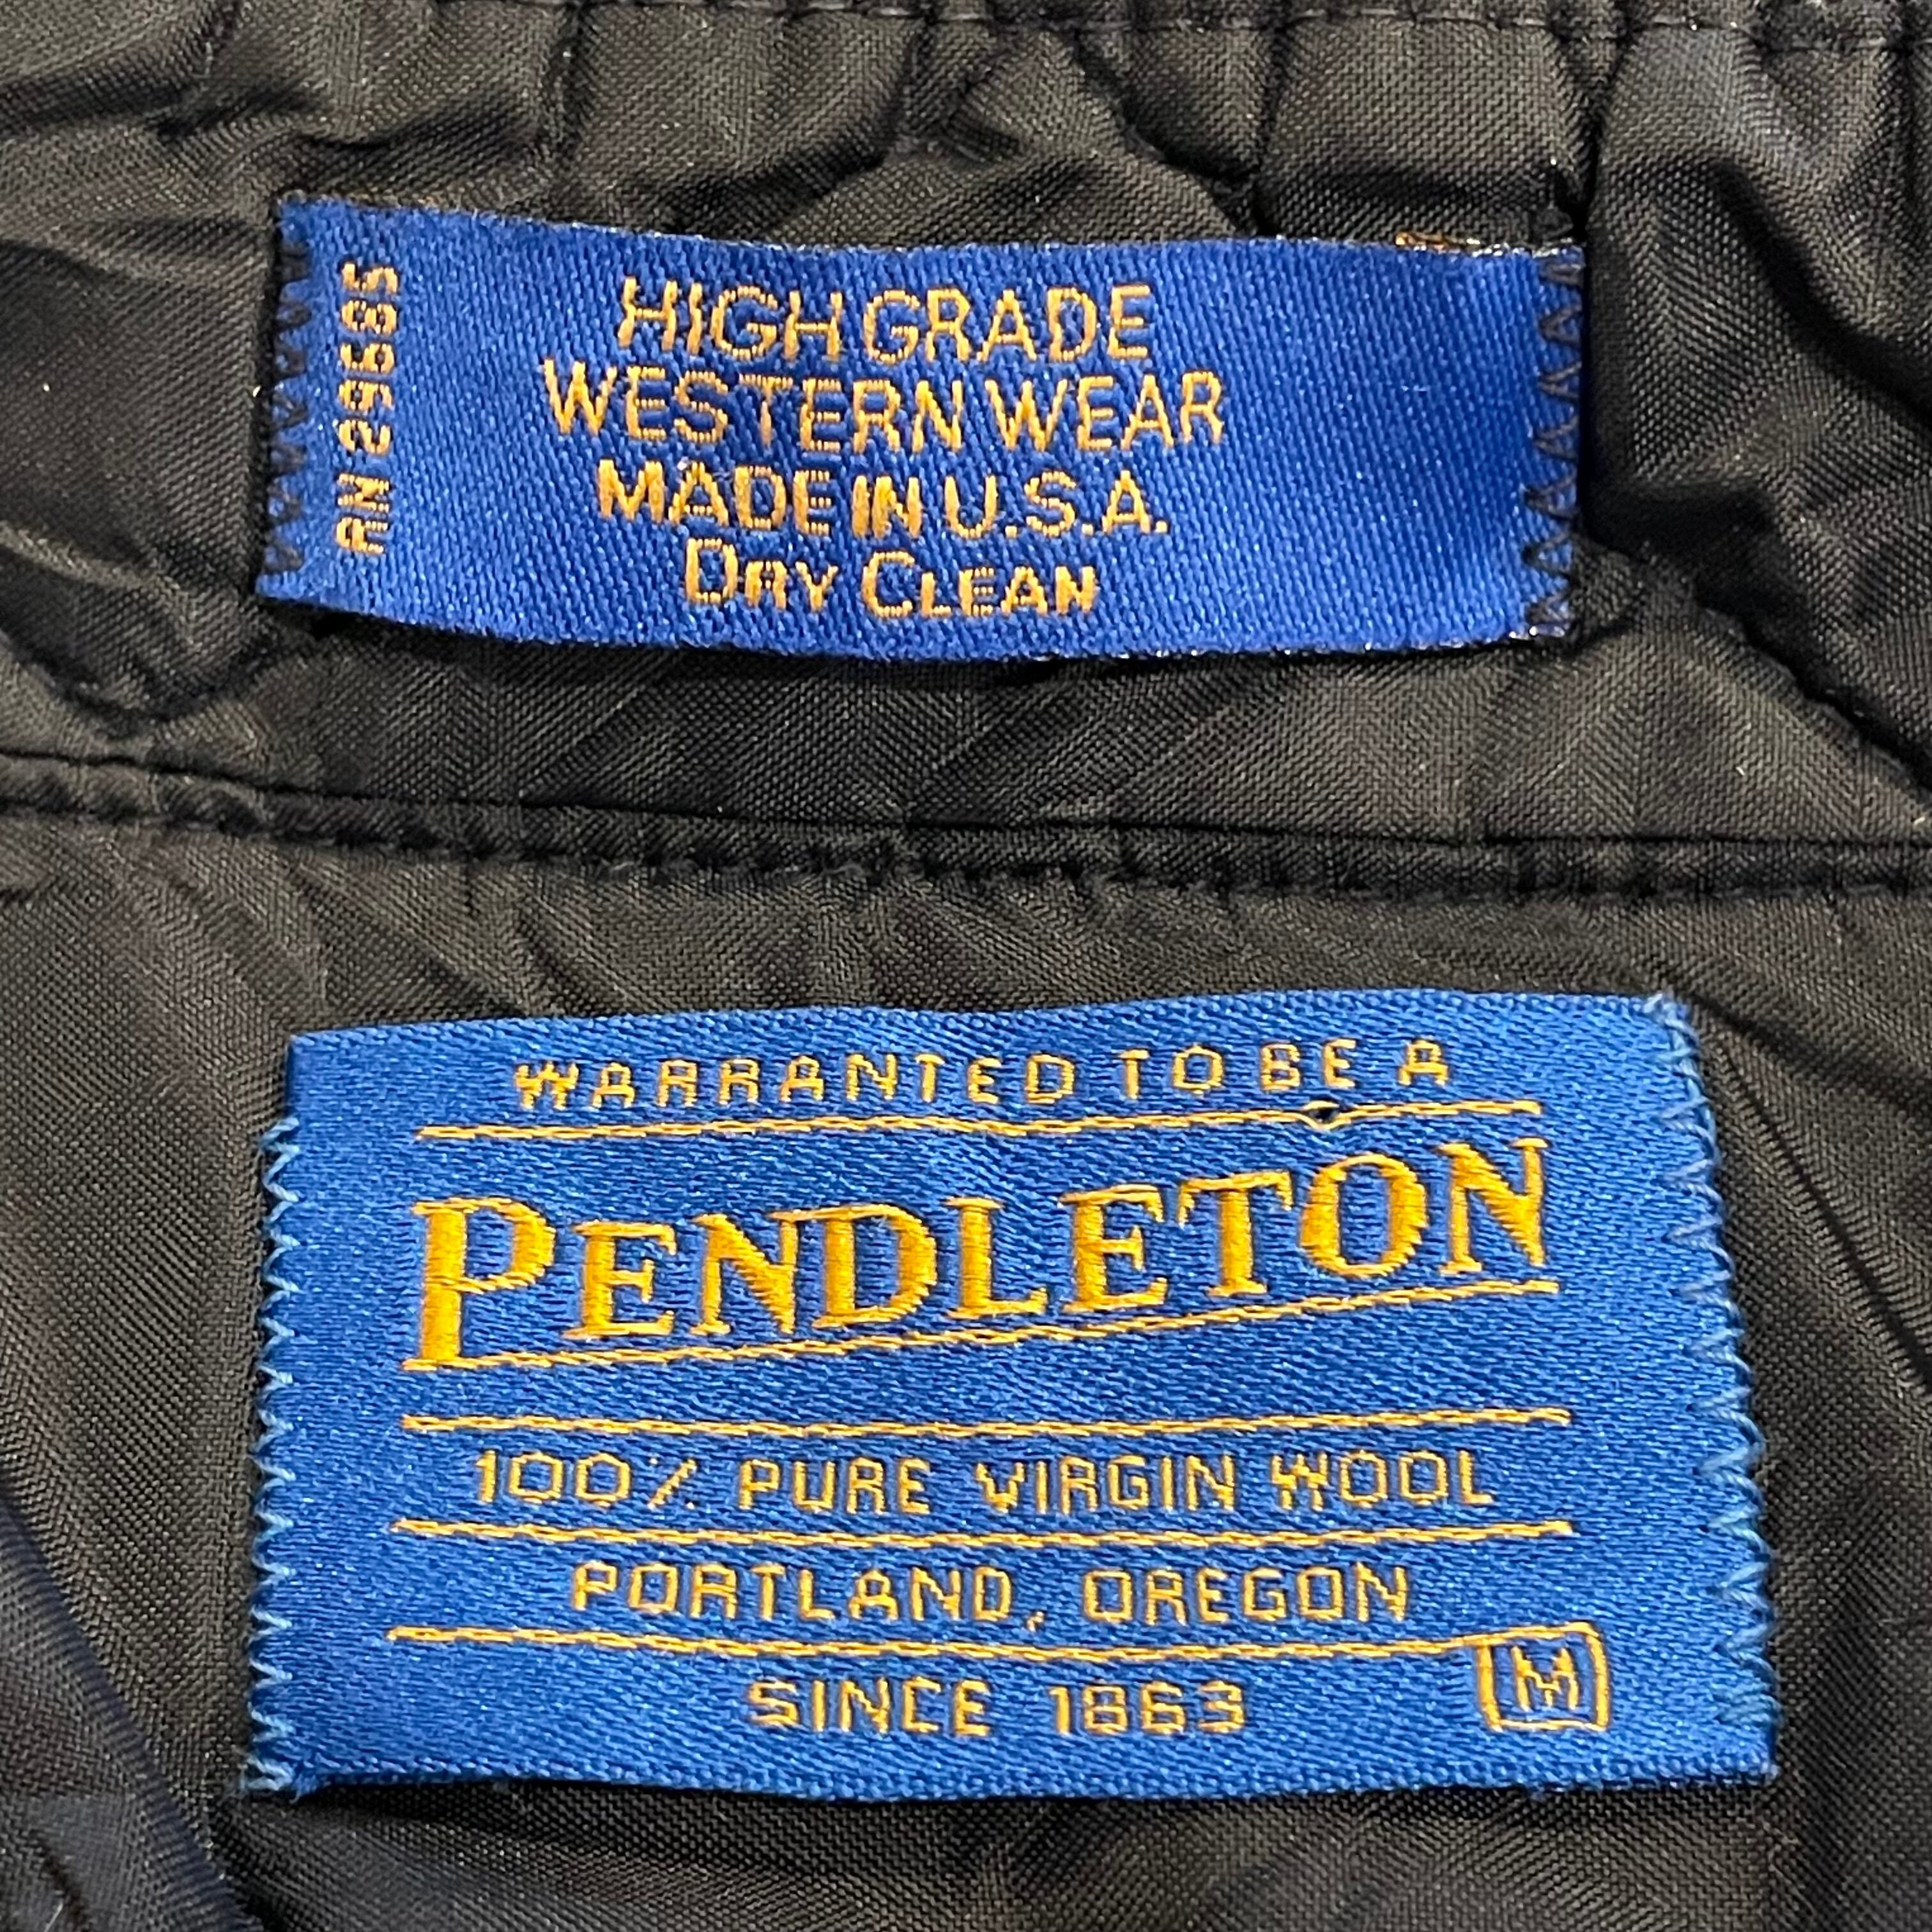 RN 29685
HIGH GRADE
WESTERN WEAR
MADE IN U.S.A.
DRY CLEAN
WARRANTED TO BE A
PENDLETON
100% PURE VIRGIN WOOL
PORTLAND, OREGON
SINCE 1863
M